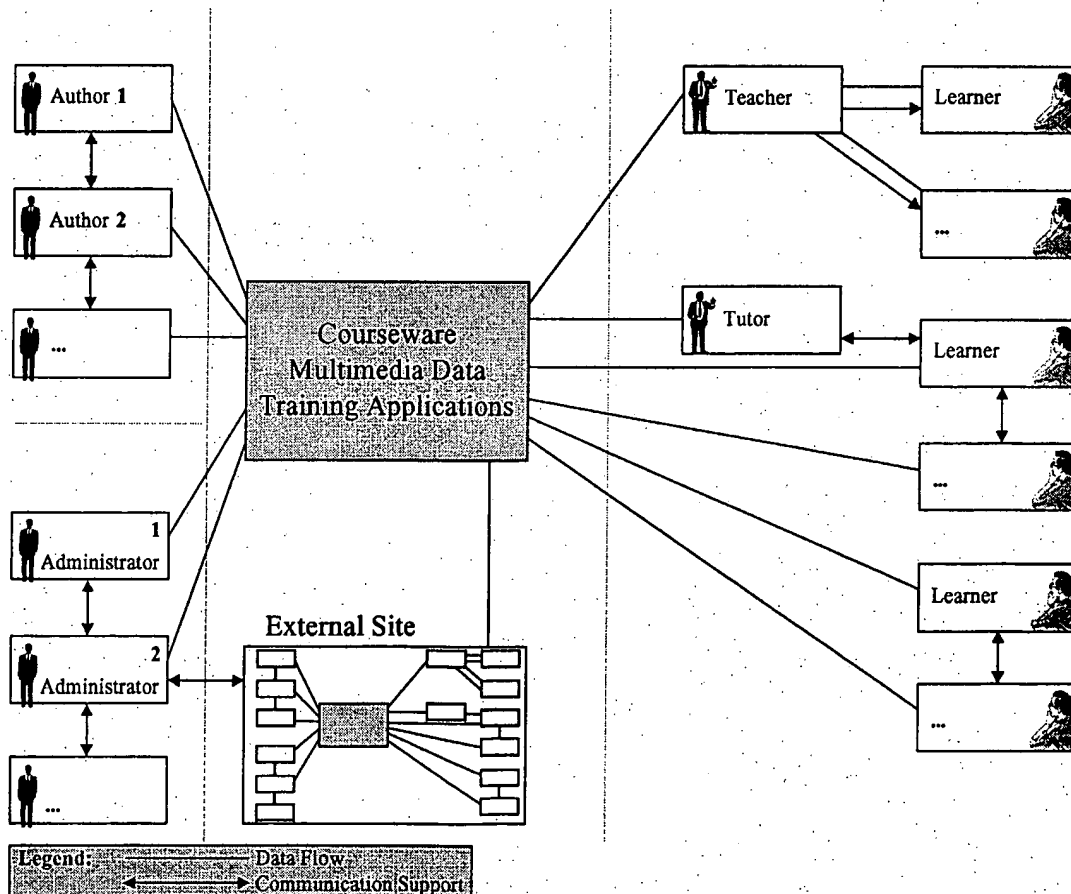 Author 1
Author 2
...
1
Administrator
2
Administrator
...
Courseware
Multimedia Data
Training Applications
External Site
Teacher
Learner
...
Tutor
Learner
...
Learner
...
Legend:
Data Flow
Communication Support